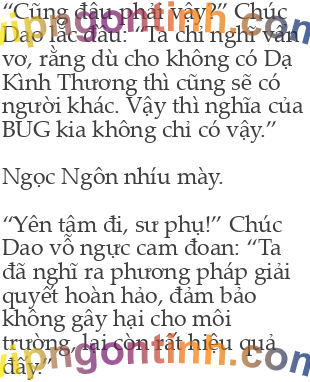 “Cũng đâu phải vậy?” Chúc
Dao lắc đầu: “Ta chỉ nghĩ vẩn
vơ, rằng dù cho không có Dạ
Kình Thương thì cũng sẽ có
người khác. Vậy thì nghĩa của
BUG kia không chỉ có vậy.”
Ngọc Ngôn nhíu mày.
“Yên tâm đi, sư phụ!” Chúc
Dao vỗ ngực cam đoan: “Ta
đã nghĩ ra phương pháp giải
quyết hoàn hảo, đảm bảo
không gây hại cho môi
trường, lại còn rất hiệu quả
đấy.”
vipngontinh.com
vipngontinh.com